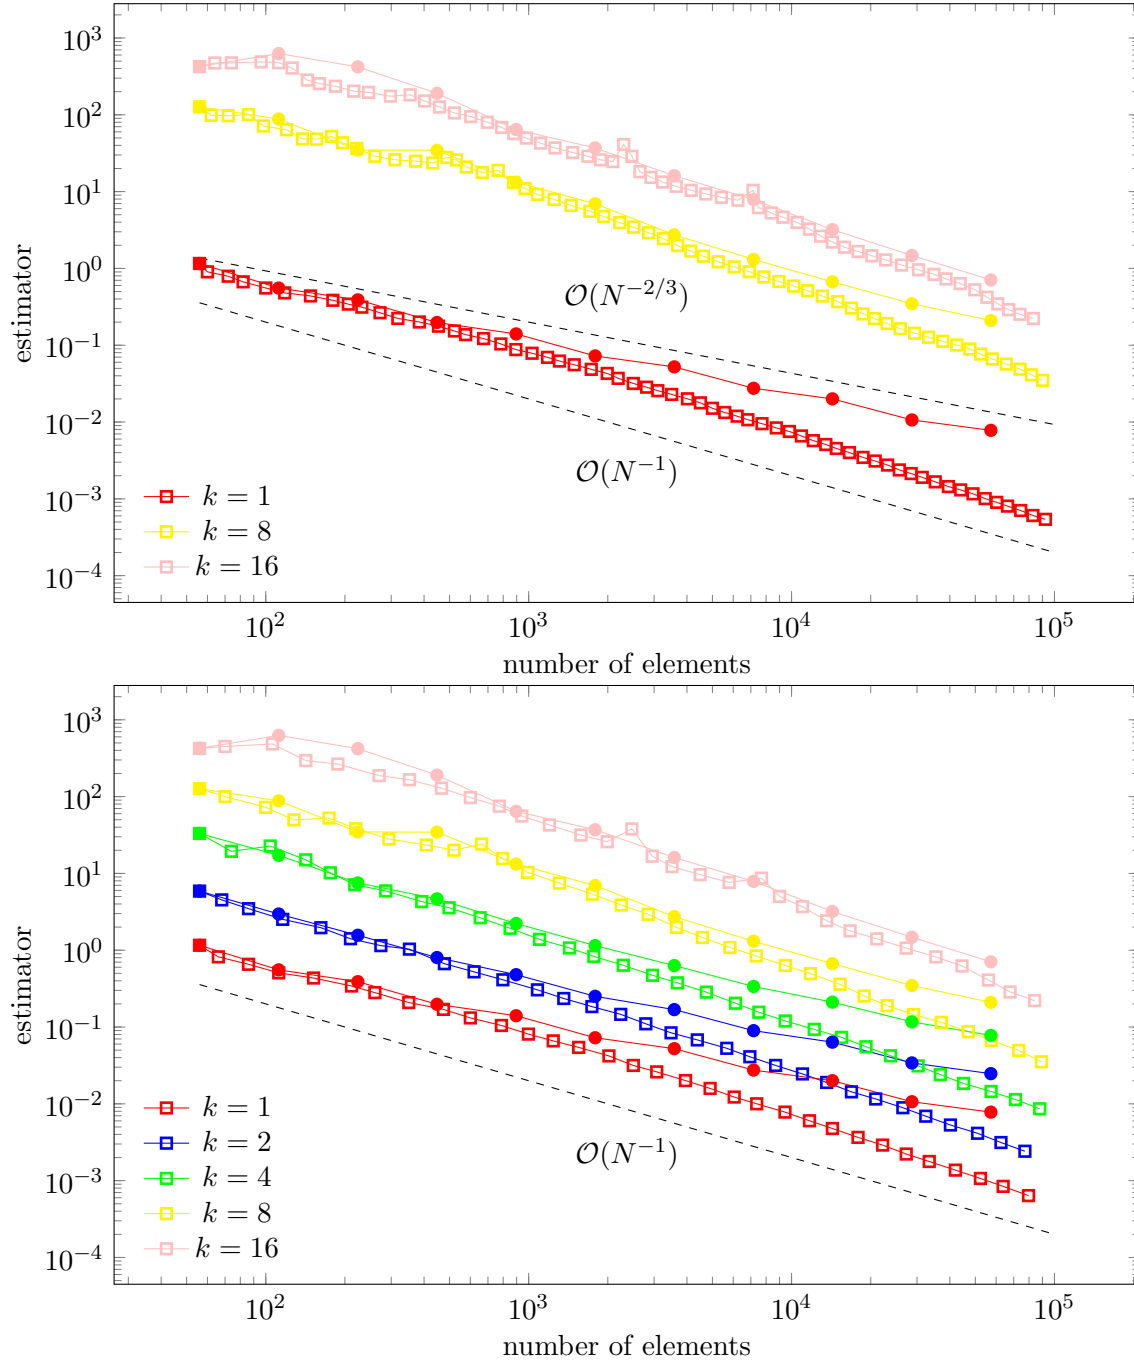 10^3
10^2
10^1
10^0
10^{-1}
10^{-2}
10^{-3}
10^{-4}
estimator
O(N^{-2/3})
O(N^{-1})
k = 1
k = 8
k = 16
10^2 10^3 10^4 10^5
number of elements
10^3
10^2
10^1
10^0
10^{-1}
10^{-2}
10^{-3}
10^{-4}
estimator
O(N^{-1})
k = 1
k = 2
k = 4
k = 8
k = 16
10^2 10^3 10^4 10^5
number of elements